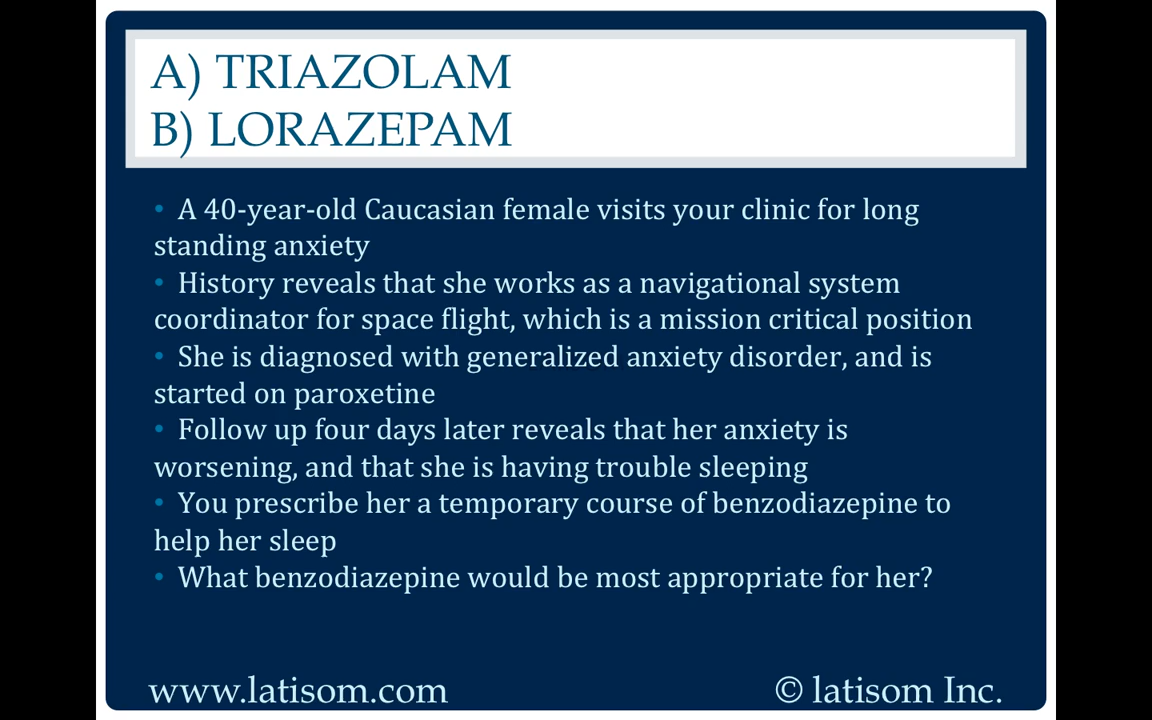 A) TRIAZOLAM
B) LORAZEPAM
• A 40-year-old Caucasian female visits your clinic for long
standing anxiety
• History reveals that she works as a navigational system
coordinator for space flight, which is a mission critical position
• She is diagnosed with generalized anxiety disorder, and is
started on paroxetine
• Follow up four days later reveals that her anxiety is
worsening, and that she is having trouble sleeping
• You prescribe her a temporary course of benzodiazepine to
help her sleep
• What benzodiazepine would be most appropriate for her?
www.latisom.com
© latisom Inc.